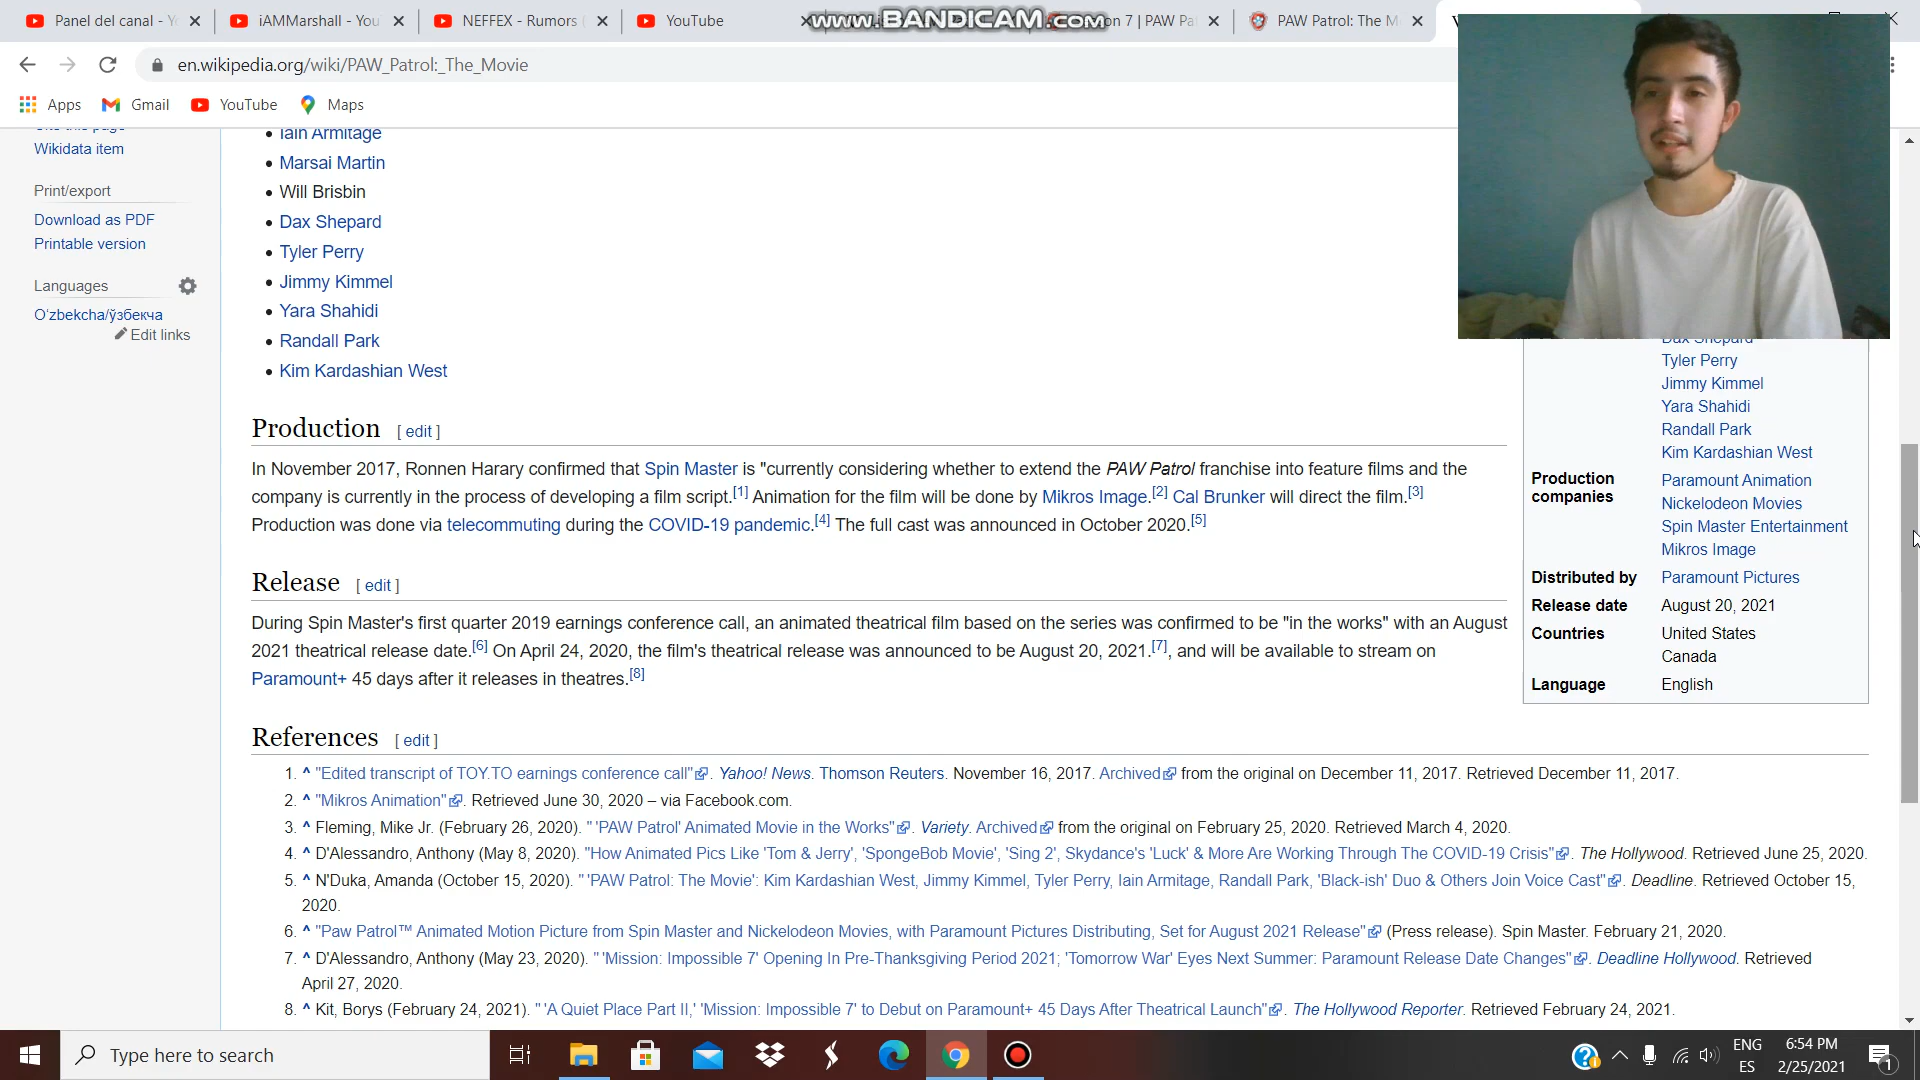 Panel del canal - Y
iAMMarshall - You
NEFFEX - Rumors
YouTube
www.BANDICAM.com
on 7 | PAW Pa
PAW Patrol: The M
en.wikipedia.org/wiki/PAW_Patrol:_The_Movie
Apps
Gmail
YouTube
Maps
Cite this page
Wikidata item
Print/export
Download as PDF
Printable version
Languages
Oʻzbekcha/ўзбекча
Edit links
Iain Armitage
Marsai Martin
Will Brisbin
Dax Shepard
Tyler Perry
Jimmy Kimmel
Yara Shahidi
Randall Park
Kim Kardashian West
Production [ edit ]
In November 2017, Ronnen Harary confirmed that Spin Master is "currently considering whether to extend the PAW Patrol franchise into feature films and the
company is currently in the process of developing a film script.[1] Animation for the film will be done by Mikros Image.[2] Cal Brunker will direct the film.[3]
Production was done via telecommuting during the COVID-19 pandemic.[4] The full cast was announced in October 2020.[5]
Release [ edit ]
During Spin Master's first quarter 2019 earnings conference call, an animated theatrical film based on the series was confirmed to be "in the works" with an August
2021 theatrical release date.[6] On April 24, 2020, the film's theatrical release was announced to be August 20, 2021.[7], and will be available to stream on
Paramount+ 45 days after it releases in theatres.[8]
Dax Shepard
Tyler Perry
Jimmy Kimmel
Yara Shahidi
Randall Park
Kim Kardashian West
Production companies
Paramount Animation
Nickelodeon Movies
Spin Master Entertainment
Mikros Image
Distributed by Paramount Pictures
Release date August 20, 2021
Countries United States
Canada
Language English
References [ edit ]
1. ^ "Edited transcript of TOY.TO earnings conference call". Yahoo! News. Thomson Reuters. November 16, 2017. Archived from the original on December 11, 2017. Retrieved December 11, 2017.
2. ^ "Mikros Animation". Retrieved June 30, 2020 – via Facebook.com.
3. ^ Fleming, Mike Jr. (February 26, 2020). "'PAW Patrol' Animated Movie in the Works". Variety. Archived from the original on February 25, 2020. Retrieved March 4, 2020.
4. ^ D'Alessandro, Anthony (May 8, 2020). "How Animated Pics Like 'Tom & Jerry', 'SpongeBob Movie', 'Sing 2', Skydance's 'Luck' & More Are Working Through The COVID-19 Crisis". The Hollywood. Retrieved June 25, 2020.
5. ^ N'Duka, Amanda (October 15, 2020). "'PAW Patrol: The Movie': Kim Kardashian West, Jimmy Kimmel, Tyler Perry, Iain Armitage, Randall Park, 'Black-ish' Duo & Others Join Voice Cast". Deadline. Retrieved October 15,
2020.
6. ^ "Paw Patrol™ Animated Motion Picture from Spin Master and Nickelodeon Movies, with Paramount Pictures Distributing, Set for August 2021 Release" (Press release). Spin Master. February 21, 2020.
7. ^ D'Alessandro, Anthony (May 23, 2020). "'Mission: Impossible 7' Opening In Pre-Thanksgiving Period 2021; 'Tomorrow War' Eyes Next Summer: Paramount Release Date Changes". Deadline Hollywood. Retrieved
April 27, 2020.
8. ^ Kit, Borys (February 24, 2021). "'A Quiet Place Part II,' 'Mission: Impossible 7' to Debut on Paramount+ 45 Days After Theatrical Launch". The Hollywood Reporter. Retrieved February 24, 2021.
Type here to search
ENG
ES
6:54 PM
2/25/2021
1